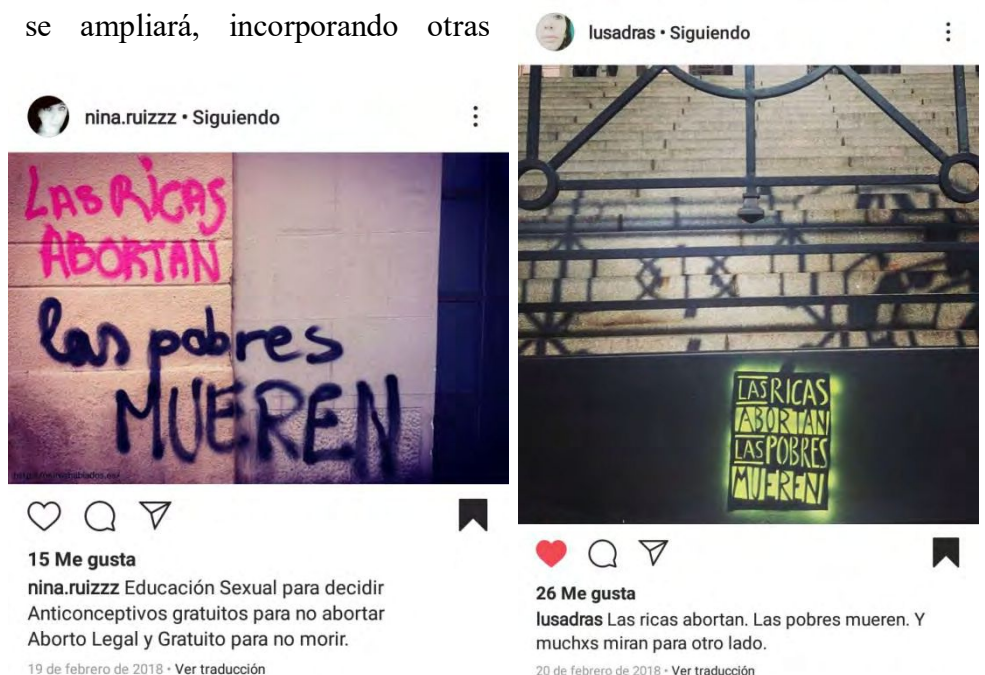 se ampliará, incorporando otras
nina.ruizzz • Siguiendo
LAS RICAS
ABORTAN
las pobres
MUEREN
15 Me gusta
nina.ruizzz Educación Sexual para decidir
Anticonceptivos gratuitos para no abortar
Aborto Legal y Gratuito para no morir.
19 de febrero de 2018 • Ver traducción
lusadras • Siguiendo
LAS RICAS
ABORTAN
LAS POBRES
MUEREN
26 Me gusta
lusadras Las ricas abortan. Las pobres mueren. Y
muchxs miran para otro lado.
20 de febrero de 2018 • Ver traducción